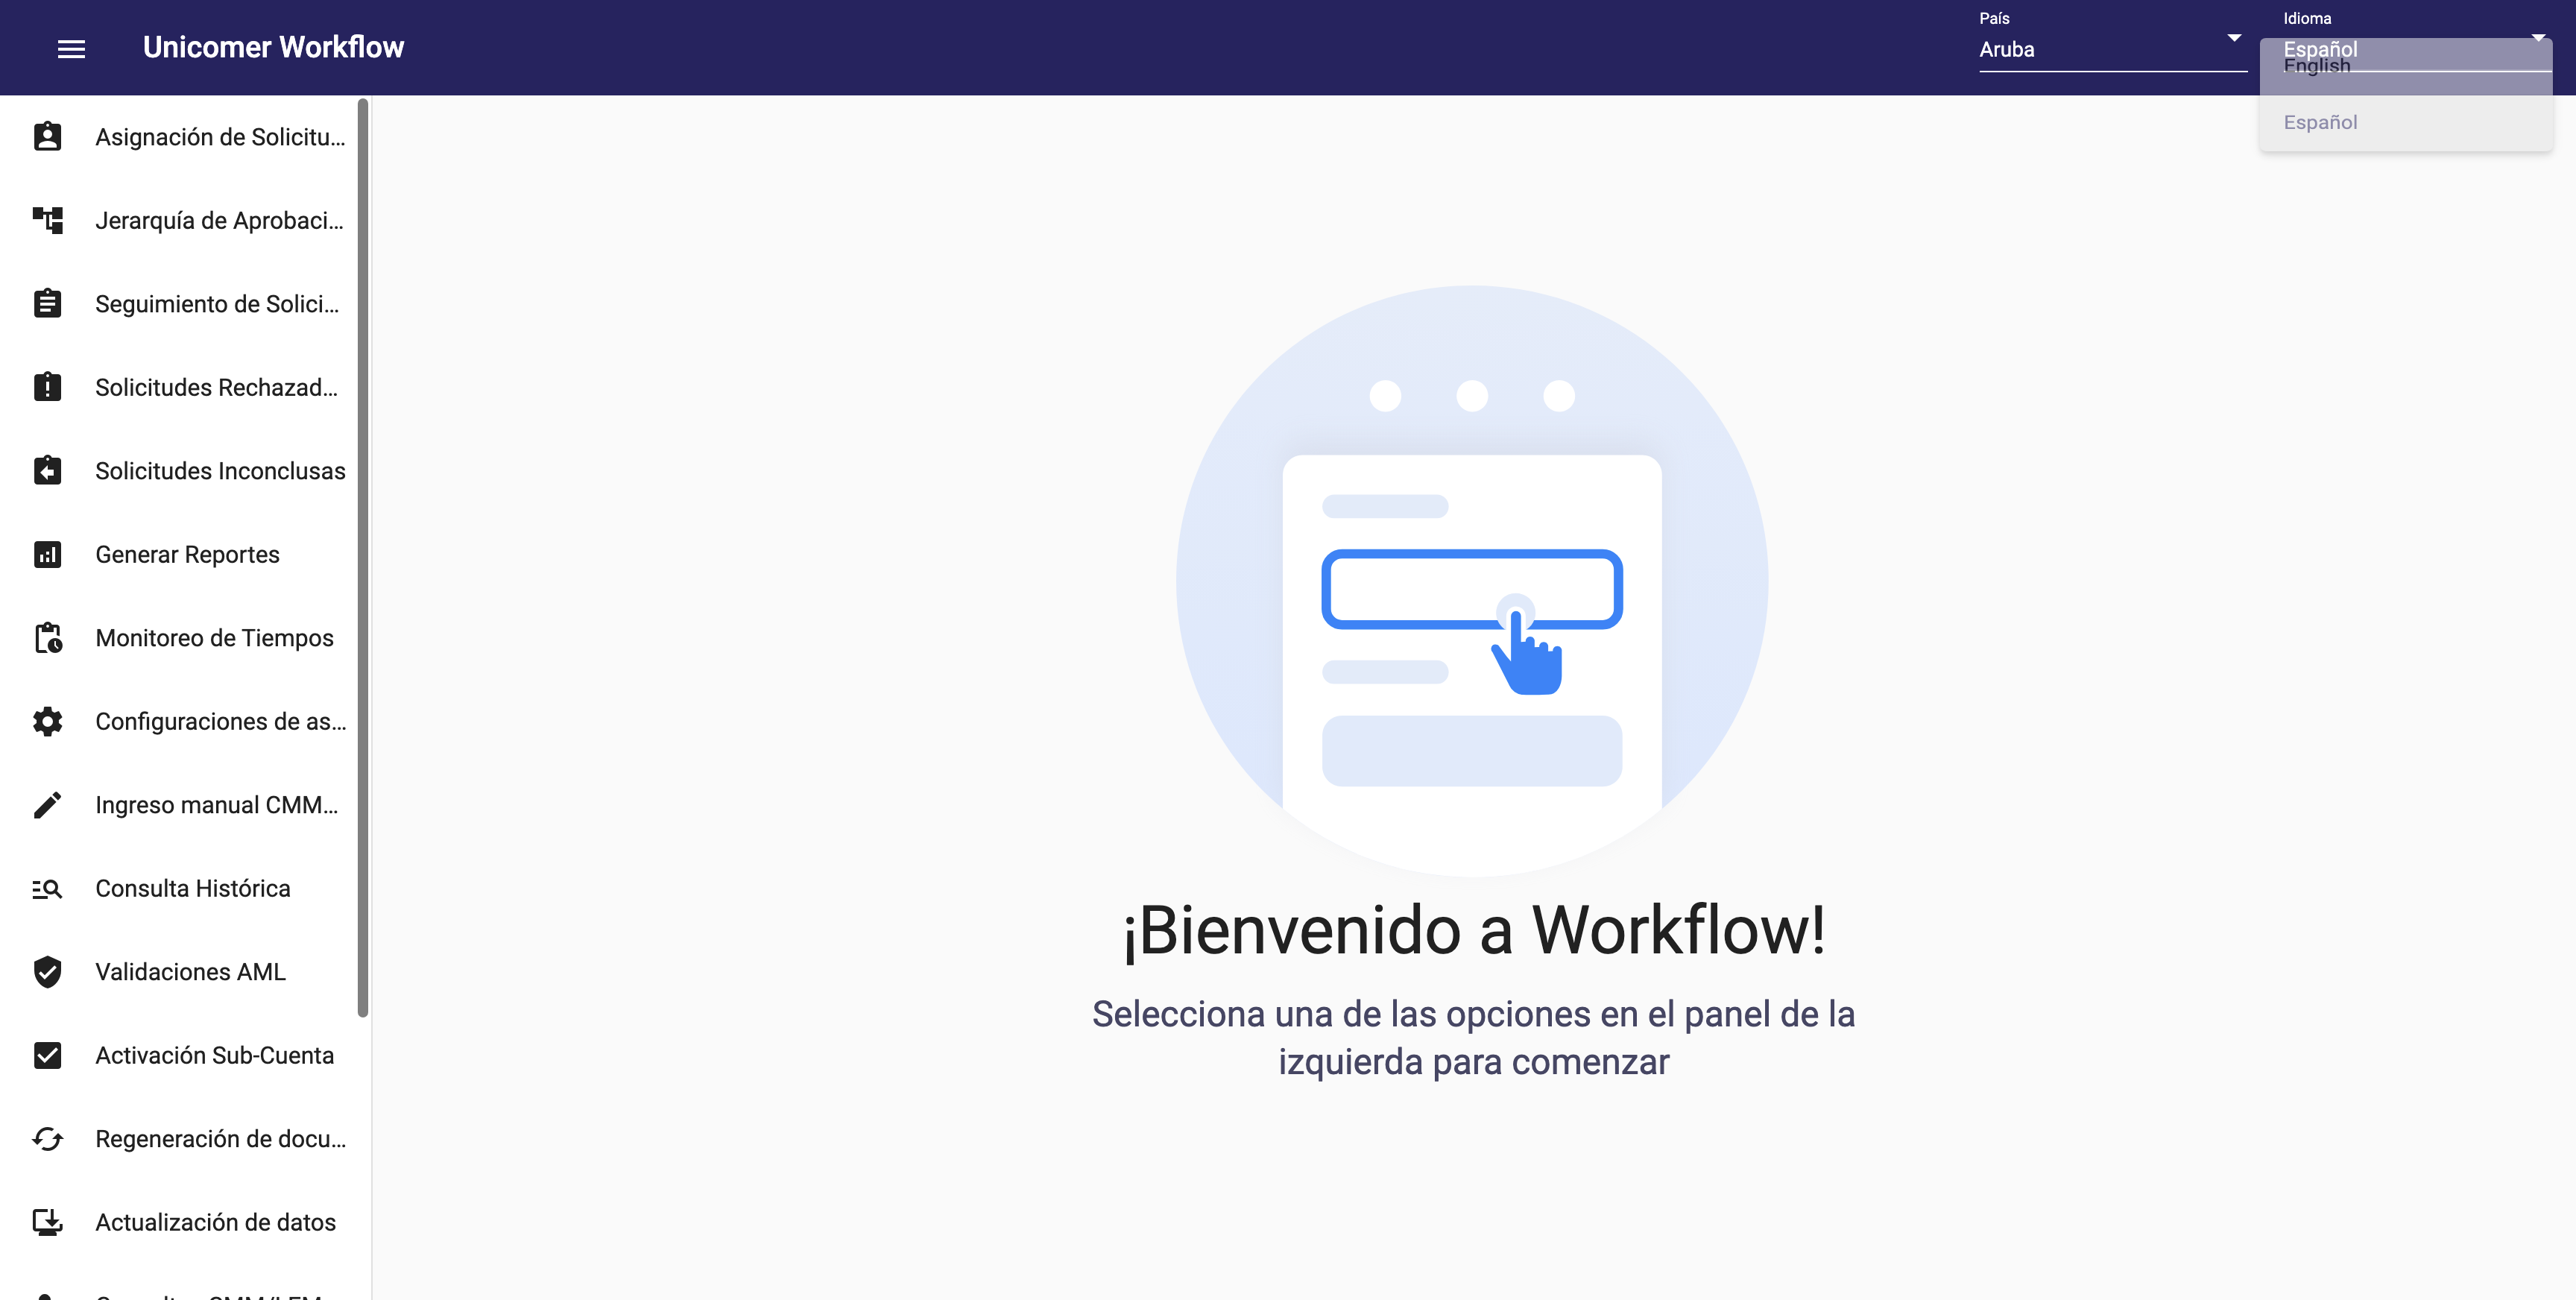 Unicomer Workflow
País
Aruba
Idioma
Español
English
Español
Asignación de Solicitu...
Jerarquía de Aprobaci...
Seguimiento de Solici...
Solicitudes Rechazad...
Solicitudes Inconclusas
Generar Reportes
Monitoreo de Tiempos
Configuraciones de as...
Ingreso manual CMM...
Consulta Histórica
Validaciones AML
Activación Sub-Cuenta
Regeneración de docu...
Actualización de datos
¡Bienvenido a Workflow!
Selecciona una de las opciones en el panel de la
izquierda para comenzar